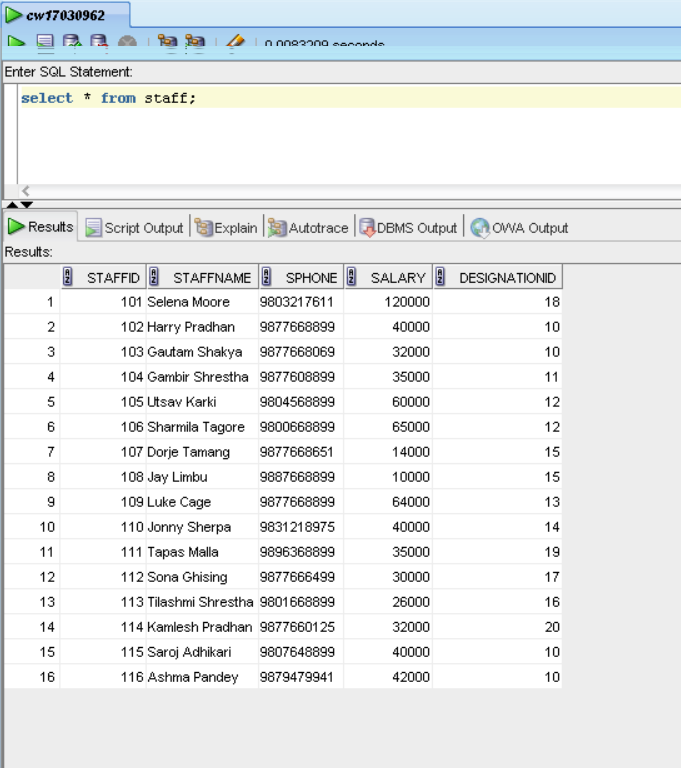 cw17030962
0.0083209 seconds
Enter SQL Statement:
select * from staff;
Results Script Output Explain Autotrace DBMS Output OWA Output
Results:
STAFFID STAFFNAME SPHONE SALARY DESIGNATIONID
1 101 Selena Moore 9803217611 120000 18
2 102 Harry Pradhan 9877668899 40000 10
3 103 Gautam Shakya 9877668069 32000 10
4 104 Gambir Shrestha 9877608899 35000 11
5 105 Utsav Karki 9804568899 60000 12
6 106 Sharmila Tagore 9800668899 65000 12
7 107 Dorje Tamang 9877668651 14000 15
8 108 Jay Limbu 9887668899 10000 15
9 109 Luke Cage 9877668899 64000 13
10 110 Jonny Sherpa 9831218975 40000 14
11 111 Tapas Malla 9896368899 35000 19
12 112 Sona Ghising 9877666499 30000 17
13 113 Tilashmi Shrestha 9801668899 26000 16
14 114 Kamlesh Pradhan 9877660125 32000 20
15 115 Saroj Adhikari 9807648899 40000 10
16 116 Ashma Pandey 9879479941 42000 10